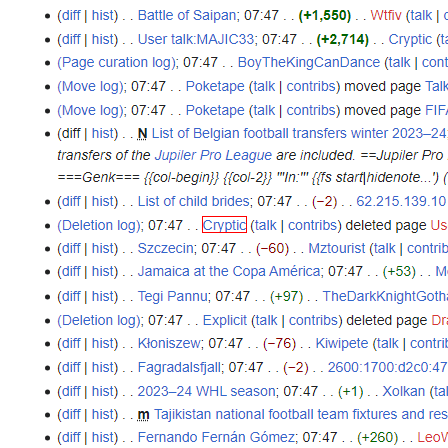 (diff | hist) . . Battle of Saipan; 07:47 . . (+1,550) . . Wtfiv (talk |
(diff | hist) . . User talk:MAJIC33; 07:47 . . (+2,714) . . Cryptic (t
(Page curation log); 07:47 . . BoyTheKingCanDance (talk | cont
(Move log); 07:47 . . Poketape (talk | contribs) moved page Talk
(Move log); 07:47 . . Poketape (talk | contribs) moved page FIF
(diff | hist) . . N List of Belgian football transfers winter 2023–24
transfers of the Jupiler Pro League are included. ==Jupiler Pro
===Genk=== {{col-begin}} {{col-2}} '''In:''' {{fs start|hidenote...') (
(diff | hist) . . List of child brides; 07:47 . . (−2) . . 62.215.139.10
(Deletion log); 07:47 . . Cryptic (talk | contribs) deleted page Us
(diff | hist) . . Szczecin; 07:47 . . (−60) . . Mztourist (talk | contrib
(diff | hist) . . Jamaica at the Copa América; 07:47 . . (+53) . . M
(diff | hist) . . Tegi Pannu; 07:47 . . (+97) . . TheDarkKnightGoth
(Deletion log); 07:47 . . Explicit (talk | contribs) deleted page Dr
(diff | hist) . . Kłoniszew; 07:47 . . (−76) . . Kiwipete (talk | contri
(diff | hist) . . Fagradalsfjall; 07:47 . . (−2) . . 2600:1700:d2c0:47
(diff | hist) . . 2023–24 WHL season; 07:47 . . (+1) . . Xolkan (ta
(diff | hist) . . m Tajikistan national football team fixtures and res
(diff | hist) . . Fernando Fernán Gómez; 07:47 . . (+260) . . LeoV